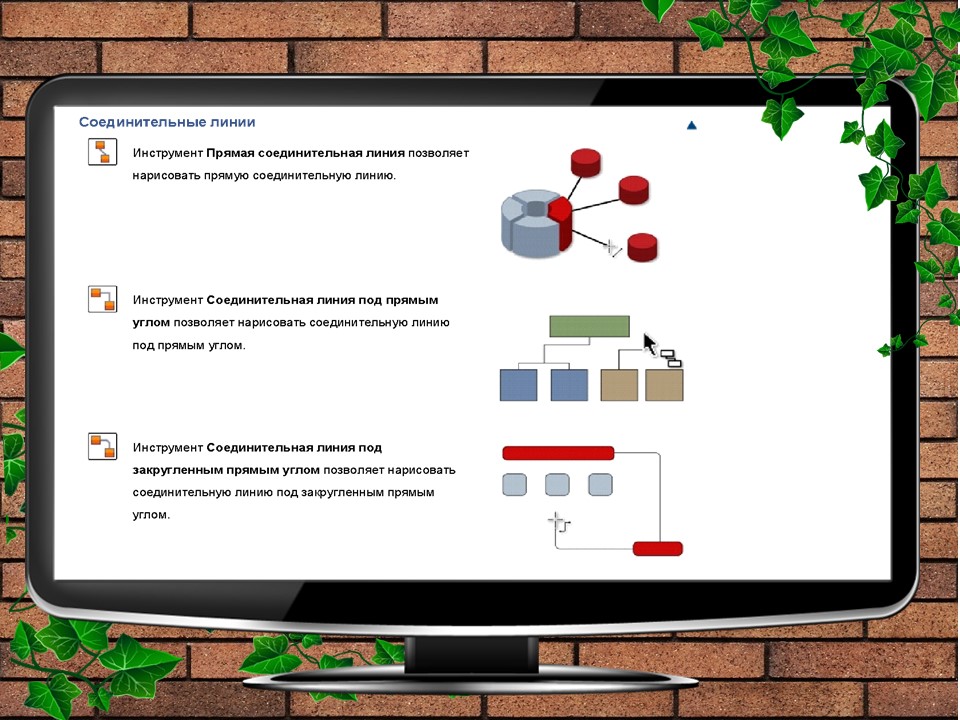 Соединительные линии
Инструмент Прямая соединительная линия позволяет
нарисовать прямую соединительную линию.
Инструмент Соединительная линия под прямым
углом позволяет нарисовать соединительную линию
под прямым углом.
Инструмент Соединительная линия под
закругленным прямым углом позволяет нарисовать
соединительную линию под закругленным прямым
углом.